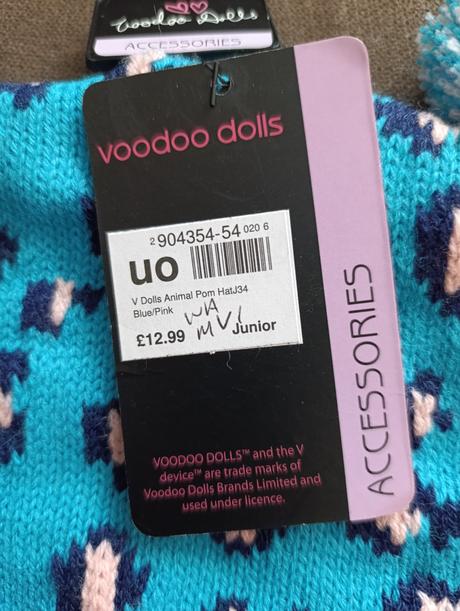 Voodoo Dolls
ACCESSORIES
voodoo dolls
2 904354-54 020 6
uo
V Dolls Animal Pom HatJ34
Blue/Pink
WA
£12.99 MVI Junior
ACCESSORIES
VOODOO DOLLS™ and the V
device™ are trade marks of
Voodoo Dolls Brands Limited and
used under licence.